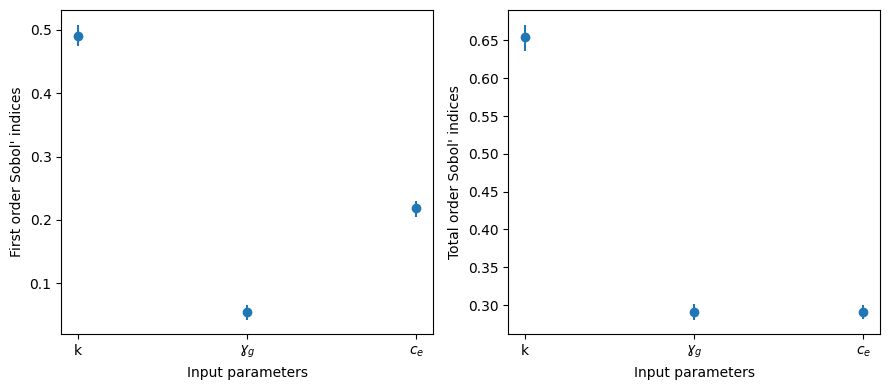 First order Sobol' indices
0.5
0.4
0.3
0.2
0.1
k
ɣg
ce
Input parameters
Total order Sobol' indices
0.65
0.60
0.55
0.50
0.45
0.40
0.35
0.30
k
ɣg
ce
Input parameters